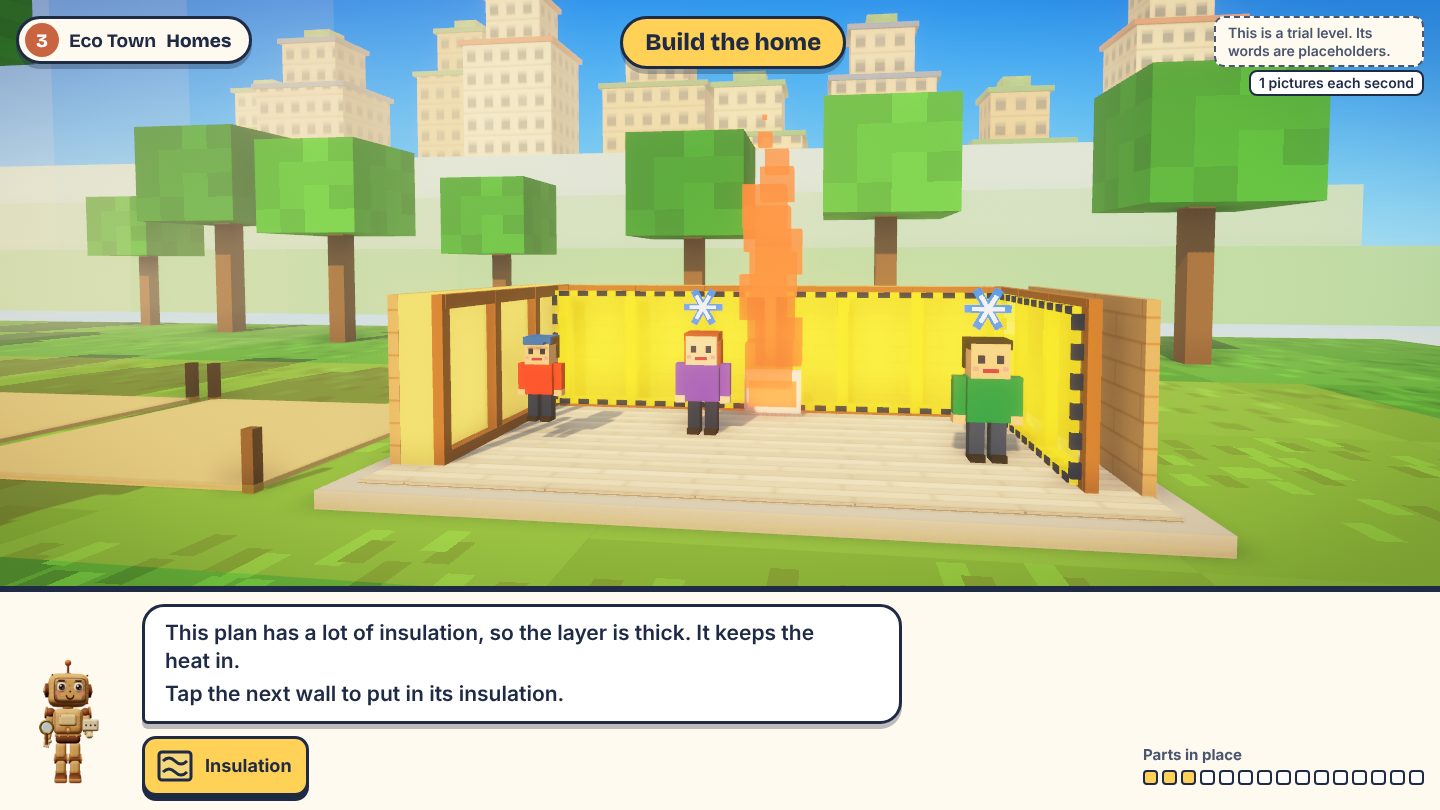 3 Eco Town Homes
Build the home
This is a trial level. Its
words are placeholders.
1 pictures each second
This plan has a lot of insulation, so the layer is thick. It keeps the
heat in.
Tap the next wall to put in its insulation.
Insulation
Parts in place